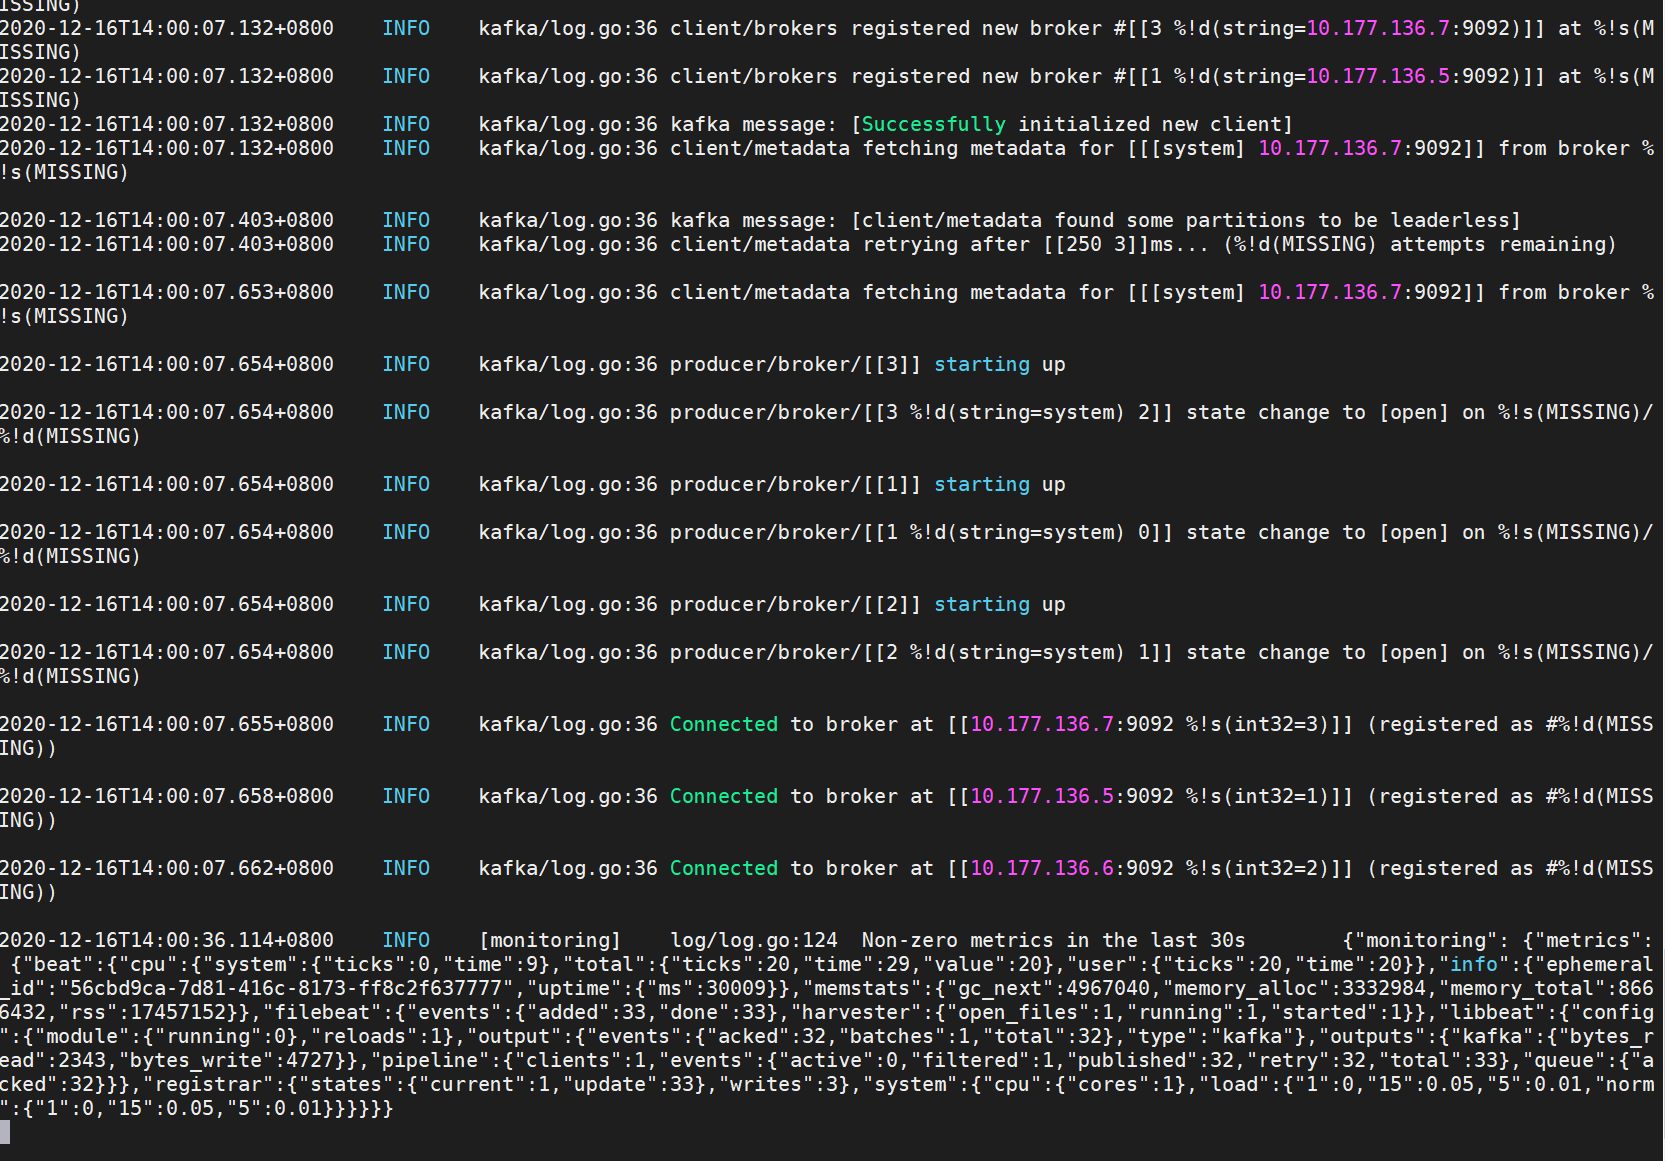 ISSING)
2020-12-16T14:00:07.132+0800    INFO    kafka/log.go:36 client/brokers registered new broker #[[3 %!d(string=10.177.136.7:9092)]] at %!s(M
ISSING)
2020-12-16T14:00:07.132+0800    INFO    kafka/log.go:36 client/brokers registered new broker #[[1 %!d(string=10.177.136.5:9092)]] at %!s(M
ISSING)
2020-12-16T14:00:07.132+0800    INFO    kafka/log.go:36 kafka message: [Successfully initialized new client]
2020-12-16T14:00:07.132+0800    INFO    kafka/log.go:36 client/metadata fetching metadata for [[[system] 10.177.136.7:9092]] from broker %
!s(MISSING)
2020-12-16T14:00:07.403+0800    INFO    kafka/log.go:36 kafka message: [client/metadata found some partitions to be leaderless]
2020-12-16T14:00:07.403+0800    INFO    kafka/log.go:36 client/metadata retrying after [[250 3]]ms... (%!d(MISSING) attempts remaining)
2020-12-16T14:00:07.653+0800    INFO    kafka/log.go:36 client/metadata fetching metadata for [[[system] 10.177.136.7:9092]] from broker %
!s(MISSING)
2020-12-16T14:00:07.654+0800    INFO    kafka/log.go:36 producer/broker/[[3]] starting up
2020-12-16T14:00:07.654+0800    INFO    kafka/log.go:36 producer/broker/[[3 %!d(string=system) 2]] state change to [open] on %!s(MISSING)/
%!d(MISSING)
2020-12-16T14:00:07.654+0800    INFO    kafka/log.go:36 producer/broker/[[1]] starting up
2020-12-16T14:00:07.654+0800    INFO    kafka/log.go:36 producer/broker/[[1 %!d(string=system) 0]] state change to [open] on %!s(MISSING)/
%!d(MISSING)
2020-12-16T14:00:07.654+0800    INFO    kafka/log.go:36 producer/broker/[[2]] starting up
2020-12-16T14:00:07.654+0800    INFO    kafka/log.go:36 producer/broker/[[2 %!d(string=system) 1]] state change to [open] on %!s(MISSING)/
%!d(MISSING)
2020-12-16T14:00:07.655+0800    INFO    kafka/log.go:36 Connected to broker at [[10.177.136.7:9092 %!s(int32=3)]] (registered as #%!d(MISS
ING))
2020-12-16T14:00:07.658+0800    INFO    kafka/log.go:36 Connected to broker at [[10.177.136.5:9092 %!s(int32=1)]] (registered as #%!d(MISS
ING))
2020-12-16T14:00:07.662+0800    INFO    kafka/log.go:36 Connected to broker at [[10.177.136.6:9092 %!s(int32=2)]] (registered as #%!d(MISS
ING))
2020-12-16T14:00:36.114+0800    INFO    [monitoring]    log/log.go:124  Non-zero metrics in the last 30s        {"monitoring": {"metrics":
 {"beat":{"cpu":{"system":{"ticks":0,"time":9},"total":{"ticks":20,"time":29,"value":20},"user":{"ticks":20,"time":20}},"info":{"ephemeral
_id":"56cbd9ca-7d81-416c-8173-ff8c2f637777","uptime":{"ms":30009}},"memstats":{"gc_next":4967040,"memory_alloc":3332984,"memory_total":866
6432,"rss":17457152}},"filebeat":{"events":{"added":33,"done":33},"harvester":{"open_files":1,"running":1,"started":1}},"libbeat":{"config
":{"module":{"running":0},"reloads":1},"output":{"events":{"acked":32,"batches":1,"total":32},"type":"kafka"},"outputs":{"kafka":{"bytes_r
ead":2343,"bytes_write":4727}},"pipeline":{"clients":1,"events":{"active":0,"filtered":1,"published":32,"retry":32,"total":33},"queue":{"a
cked":32}}},"registrar":{"states":{"current":1,"update":33},"writes":3},"system":{"cpu":{"cores":1},"load":{"1":0,"15":0.05,"5":0.01,"norm
":{"1":0,"15":0.05,"5":0.01}}}}}}